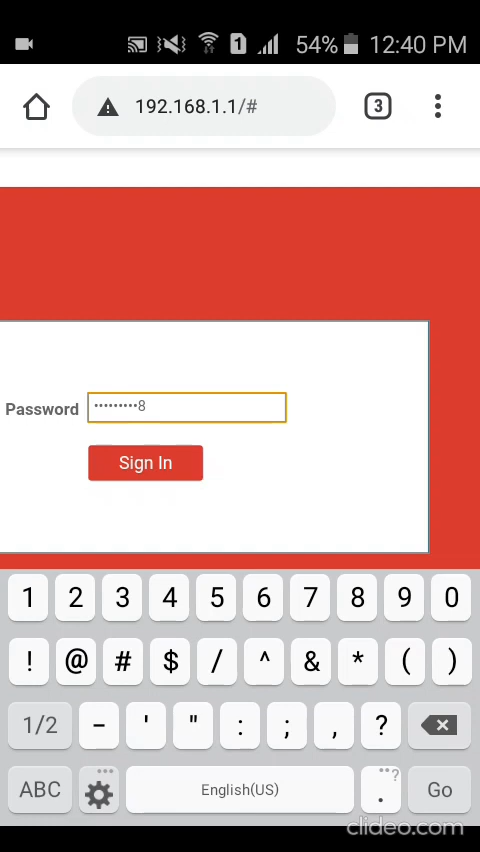 1 54% 12:40 PM
192.168.1.1/# 3
Password •••••••••8
Sign In
1 2 3 4 5 6 7 8 9 0
! @ # $ / ^ & * ( )
1/2 - ' " : ; , ?
ABC English(US) . ? Go
clideo.com